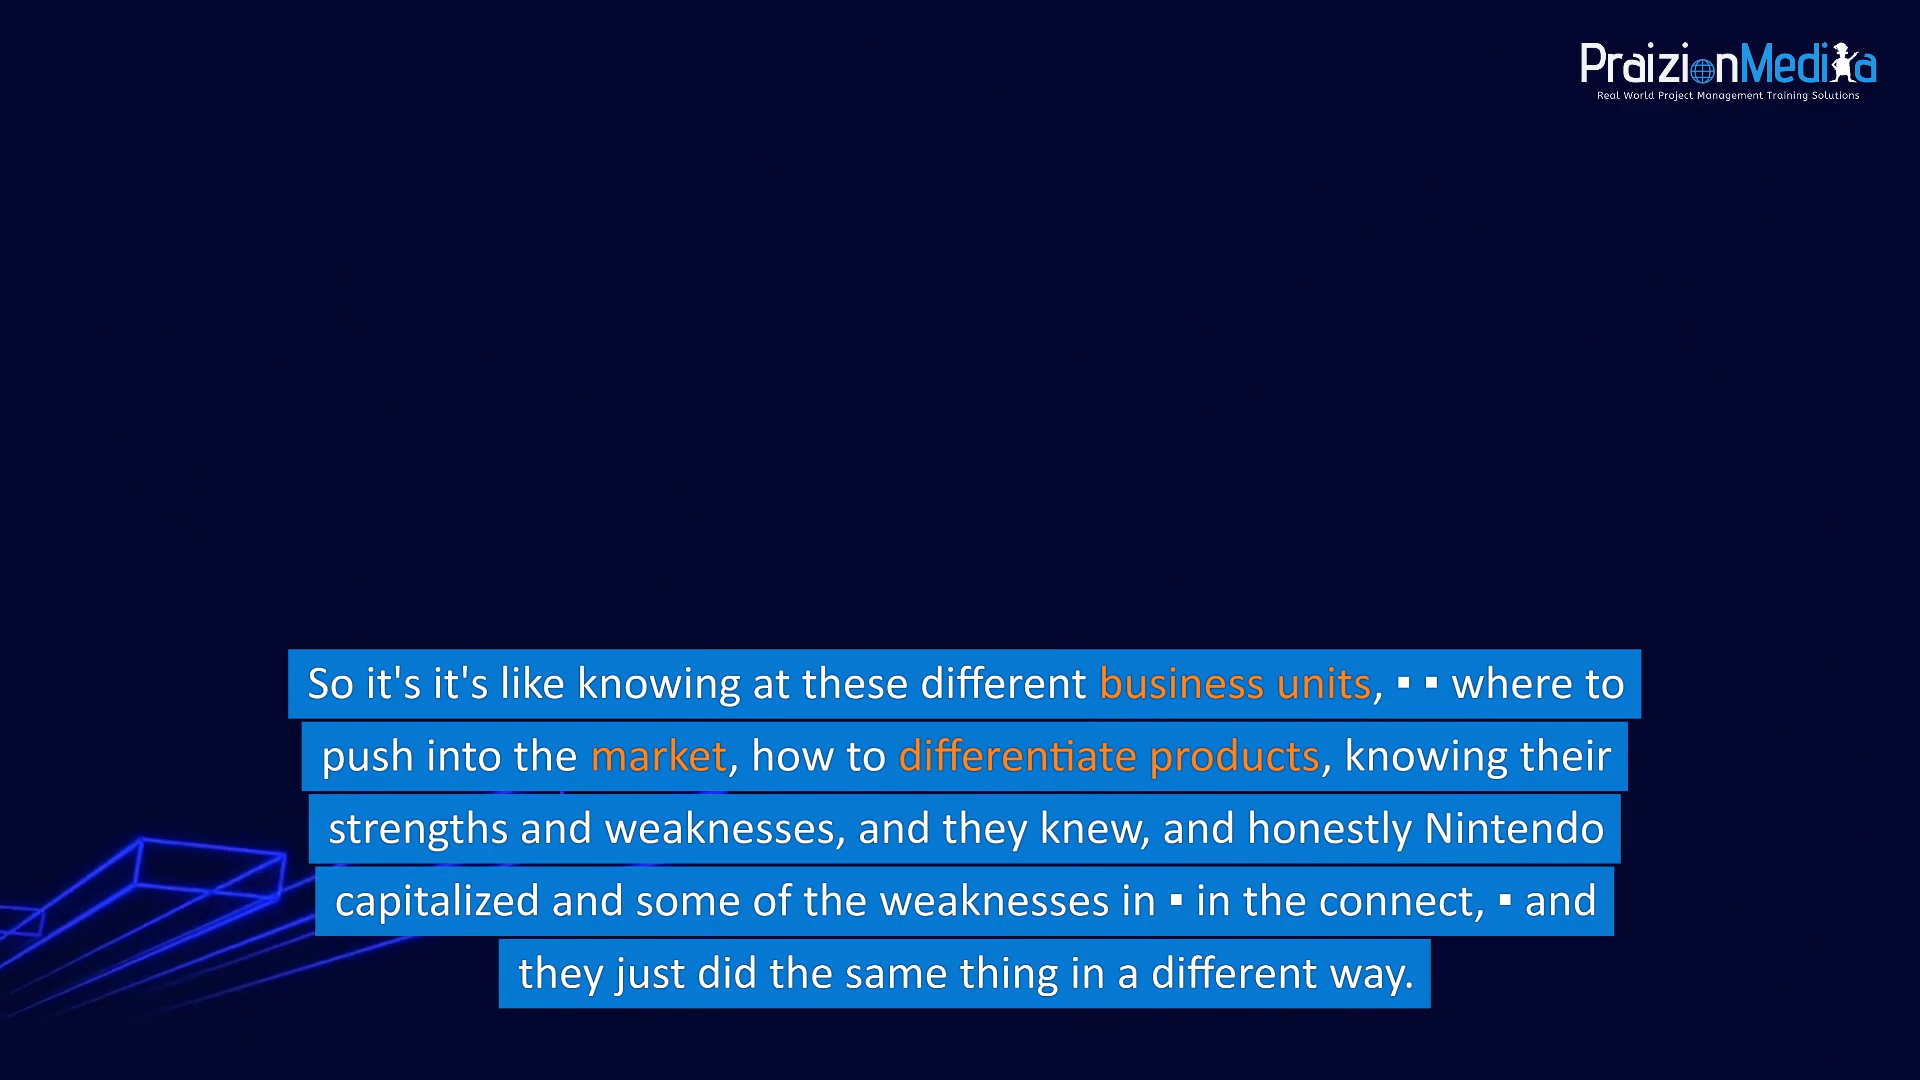 PraizionMedia
Real World Project Management Training Solutions
So it's it's like knowing at these different business units, ▪ ▪ where to
push into the market, how to differentiate products, knowing their
strengths and weaknesses, and they knew, and honestly Nintendo
capitalized and some of the weaknesses in ▪ in the connect, ▪ and
they just did the same thing in a different way.